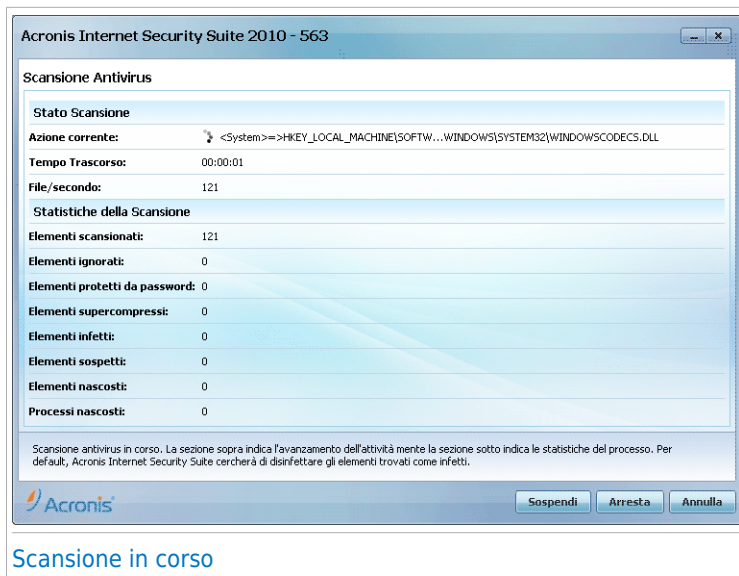 Acronis Internet Security Suite 2010 - 563
Scansione Antivirus
Stato Scansione
Azione corrente: <System>=>HKEY_LOCAL_MACHINE\SOFTW...WINDOWS\SYSTEM32\WINDOWSCODECS.DLL
Tempo Trascorso: 00:00:01
File/secondo: 121
Statistiche della Scansione
Elementi scansionati: 121
Elementi ignorati: 0
Elementi protetti da password: 0
Elementi supercompressi: 0
Elementi infetti: 0
Elementi sospetti: 0
Elementi nascosti: 0
Processi nascosti: 0
Scansione antivirus in corso. La sezione sopra indica l'avanzamento dell'attività mente la sezione sotto indica le statistiche del processo. Per
default, Acronis Internet Security Suite cercherà di disinfettare gli elementi trovati come infetti.
Acronis
Sospendi Arresta Annulla
Scansione in corso